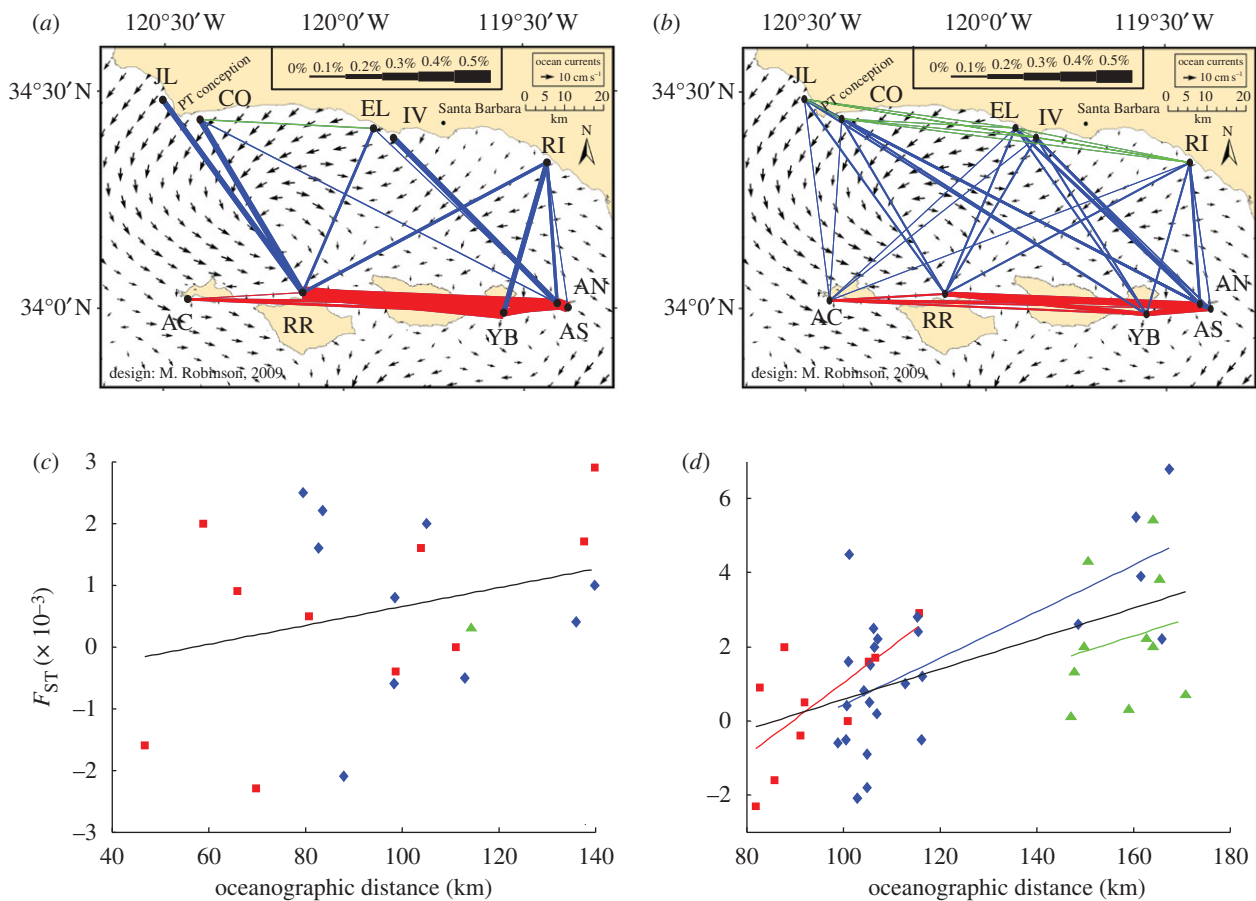 (a)
120°30′W 120°0′W 119°30′W
34°30′N
34°0′N
0% 0.1% 0.2% 0.3% 0.4% 0.5%
ocean currents
10 cm s⁻¹
0 5 10 20
km
N
JL
PT conception
CO
EL
IV
Santa Barbara
RI
AC
RR
YB
AN
AS
design: M. Robinson, 2009
(b)
120°30′W 120°0′W 119°30′W
34°30′N
34°0′N
0% 0.1% 0.2% 0.3% 0.4% 0.5%
ocean currents
10 cm s⁻¹
0 5 10 20
km
N
JL
PT conception
CO
EL
IV
Santa Barbara
RI
AC
RR
YB
AN
AS
design: M. Robinson, 2009
(c)
3
2
1
0
–1
–2
–3
F_ST (× 10⁻³)
40 60 80 100 120 140
oceanographic distance (km)
(d)
6
4
2
0
–2
80 100 120 140 160 180
oceanographic distance (km)